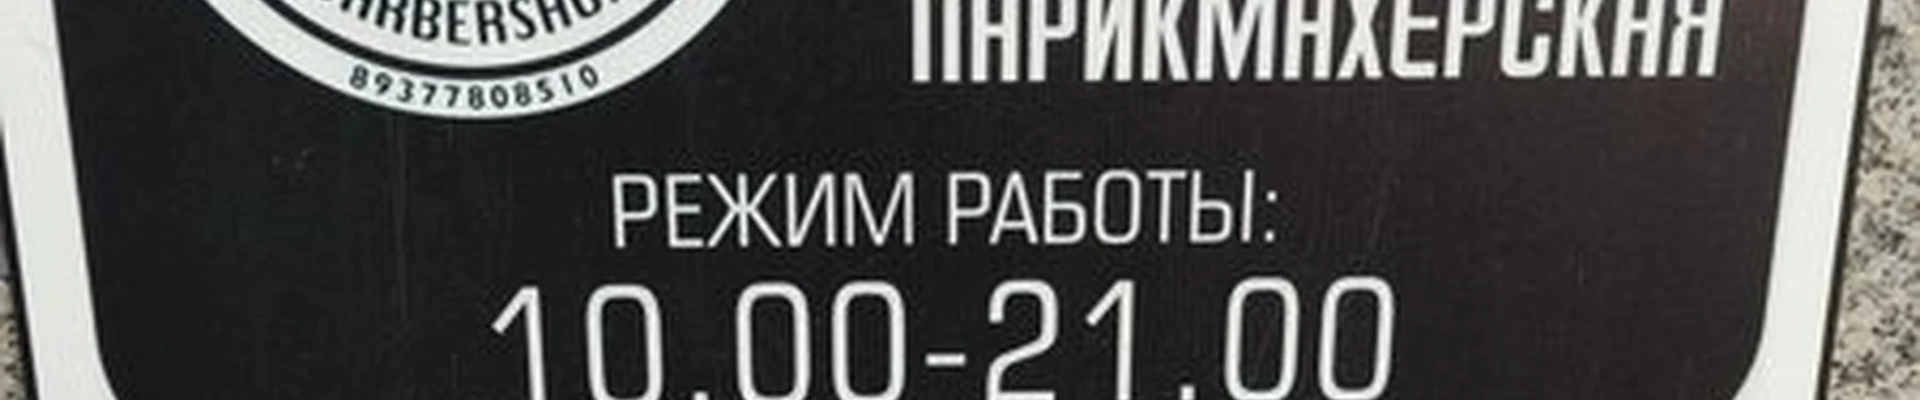 BARBERSHOP
89377808510
ПАРИКМАХЕРСКАЯ
РЕЖИМ РАБОТЫ:
10.00-21.00